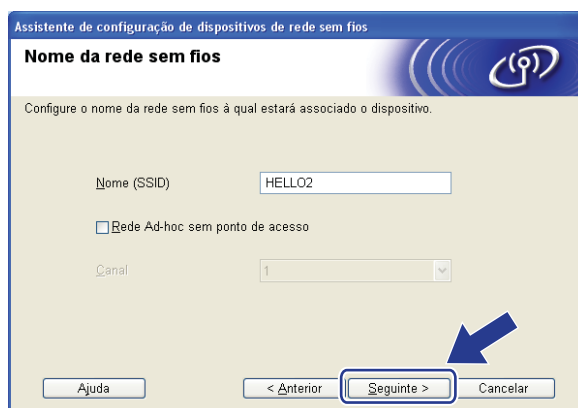 Assistente de configuração de dispositivos de rede sem fios
Nome da rede sem fios
Configure o nome da rede sem fios à qual estará associado o dispositivo.
Nome (SSID) HELLO2
Rede Ad-hoc sem ponto de acesso
Canal 1
Ajuda < Anterior Seguinte > Cancelar